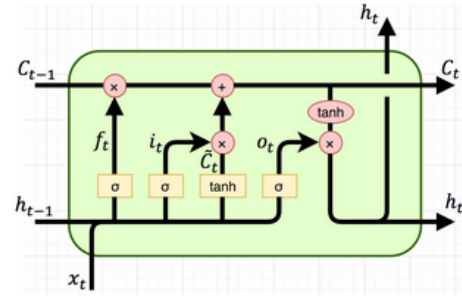 h_t
C_{t-1} × + C_t
tanh
f_t i_t × o_t ×
C̃_t
σ σ tanh σ
h_{t-1} h_t
x_t